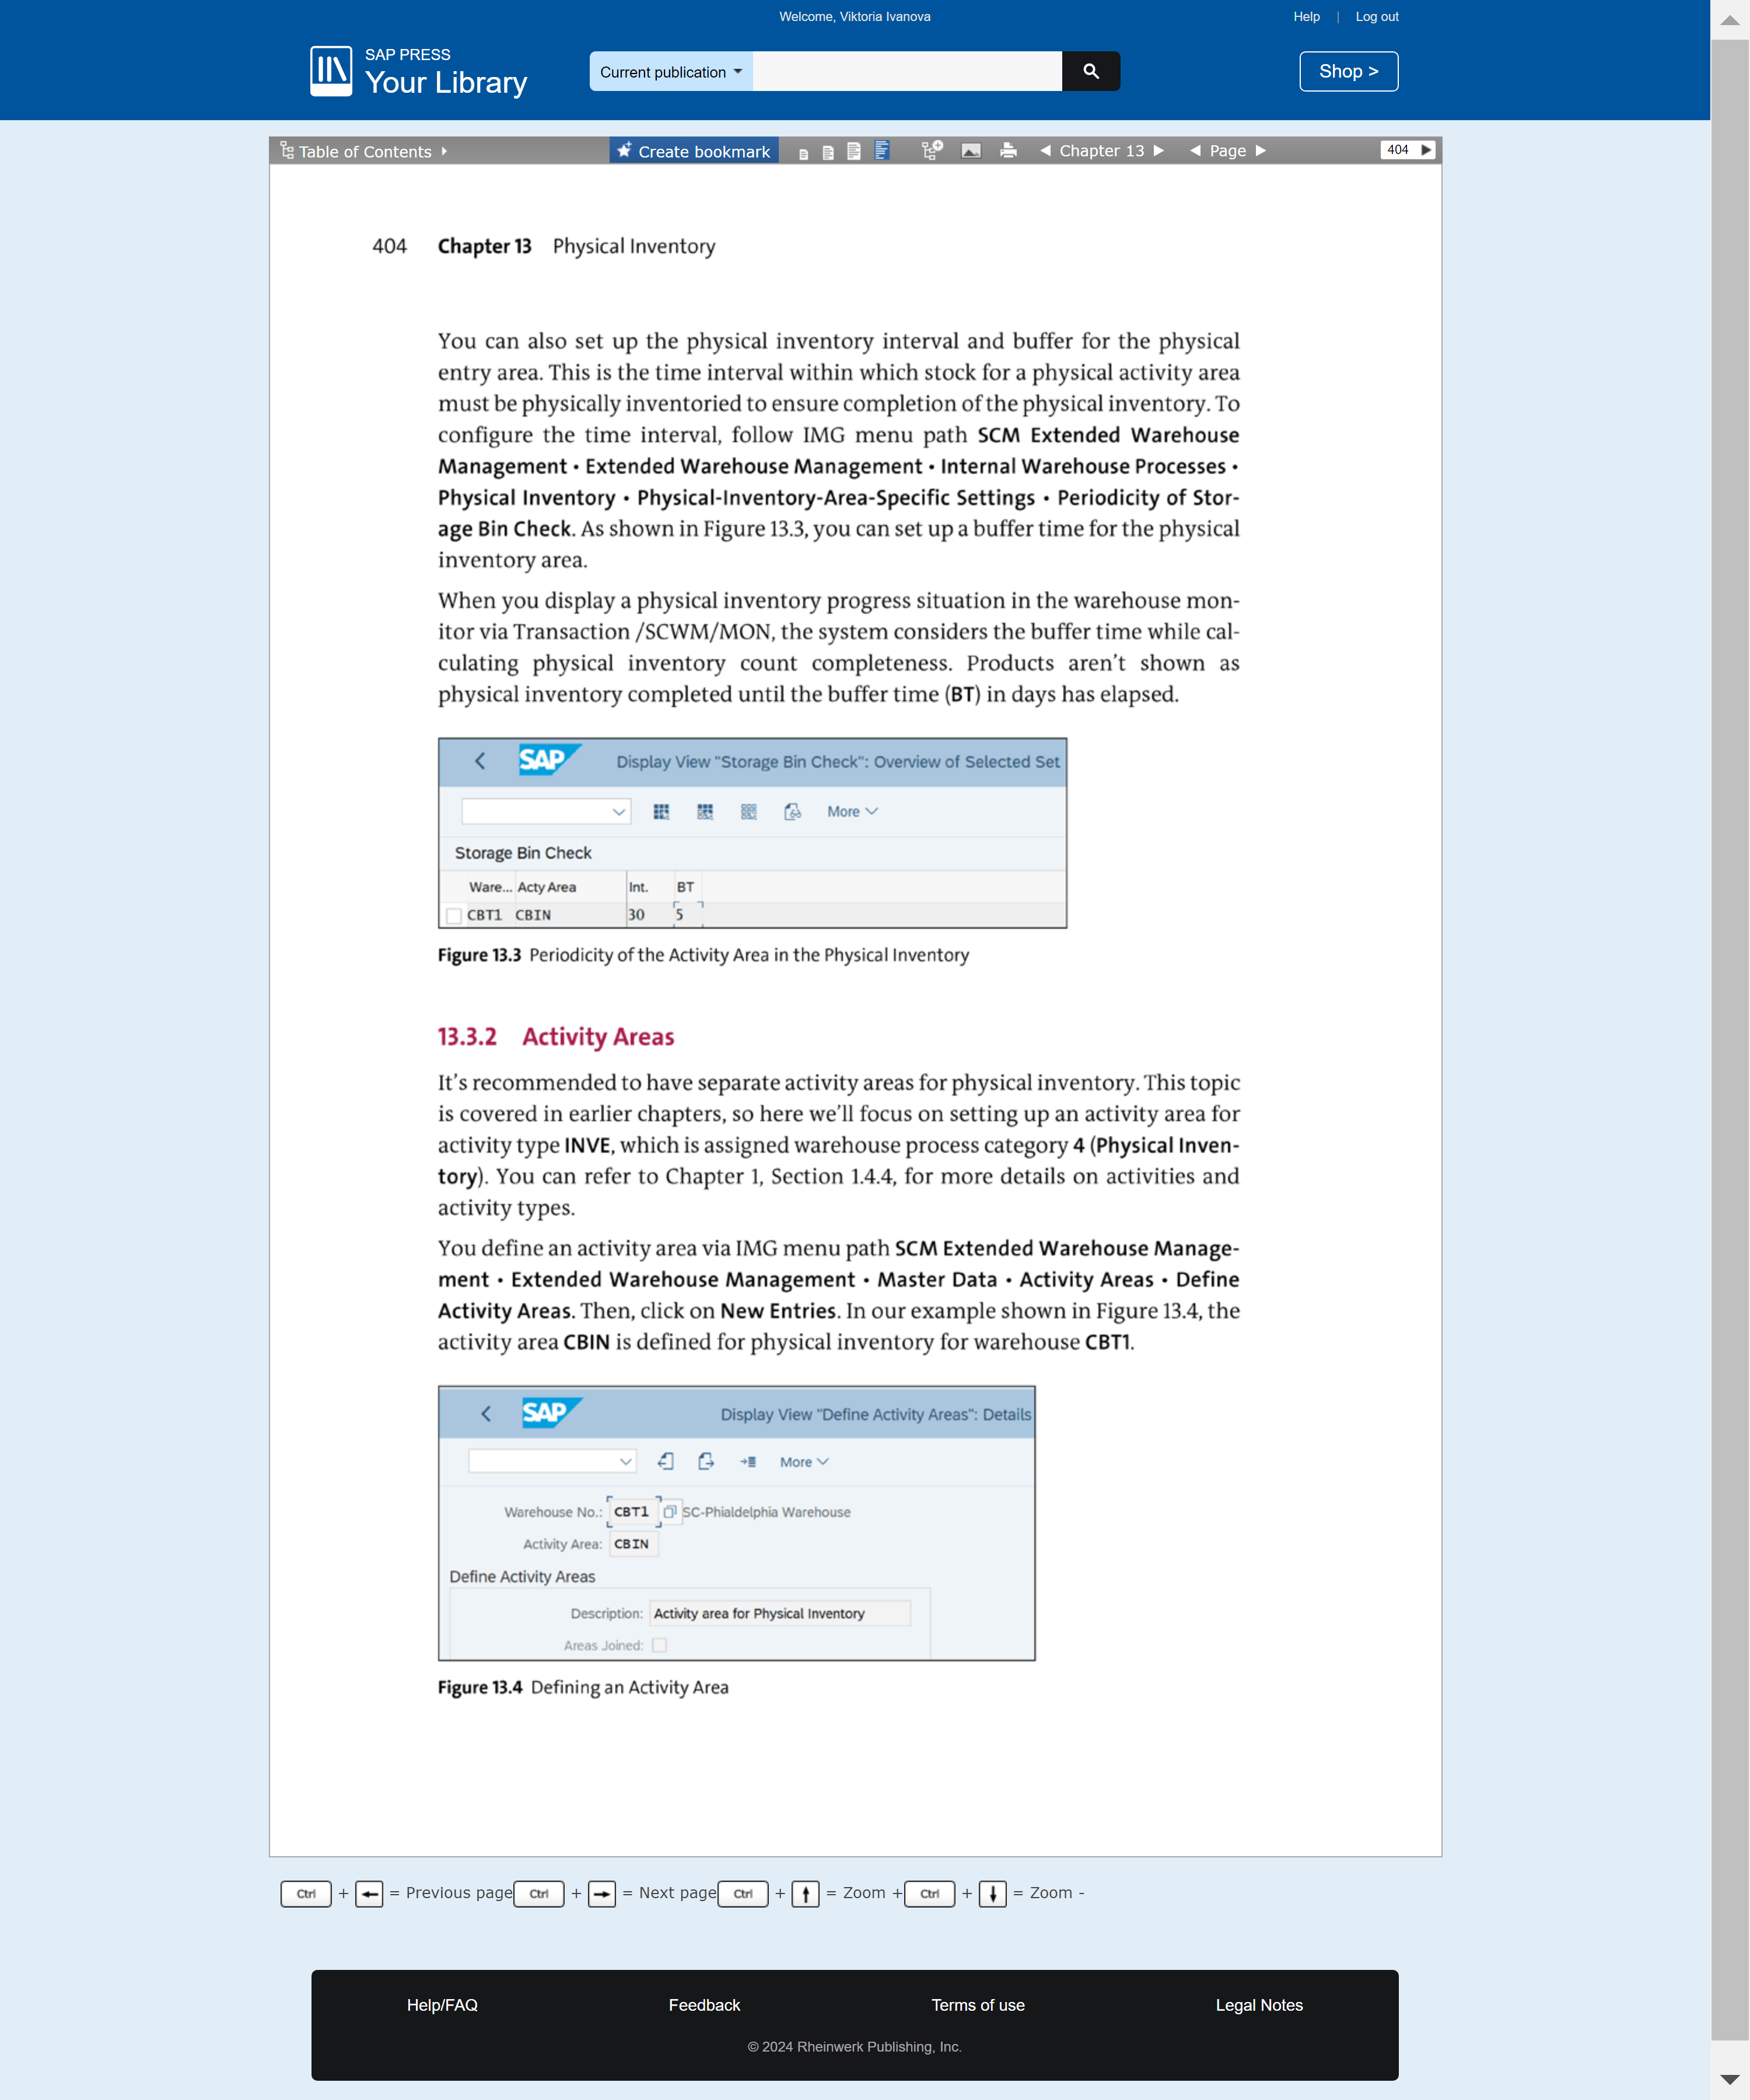 Welcome, Viktoria Ivanova
Help | Log out
SAP PRESS
Your Library
Current publication
Shop >
Table of Contents
Create bookmark
Chapter 13
Page
404
404 Chapter 13 Physical Inventory
You can also set up the physical inventory interval and buffer for the physical
entry area. This is the time interval within which stock for a physical activity area
must be physically inventoried to ensure completion of the physical inventory. To
configure the time interval, follow IMG menu path SCM Extended Warehouse
Management • Extended Warehouse Management • Internal Warehouse Processes •
Physical Inventory • Physical-Inventory-Area-Specific Settings • Periodicity of Stor-
age Bin Check. As shown in Figure 13.3, you can set up a buffer time for the physical
inventory area.
When you display a physical inventory progress situation in the warehouse mon-
itor via Transaction /SCWM/MON, the system considers the buffer time while cal-
culating physical inventory count completeness. Products aren't shown as
physical inventory completed until the buffer time (BT) in days has elapsed.
SAP
Display View "Storage Bin Check": Overview of Selected Set
More
Storage Bin Check
Ware... Acty Area Int. BT
CBT1 CBIN 30 5
Figure 13.3 Periodicity of the Activity Area in the Physical Inventory
13.3.2 Activity Areas
It's recommended to have separate activity areas for physical inventory. This topic
is covered in earlier chapters, so here we'll focus on setting up an activity area for
activity type INVE, which is assigned warehouse process category 4 (Physical Inven-
tory). You can refer to Chapter 1, Section 1.4.4, for more details on activities and
activity types.
You define an activity area via IMG menu path SCM Extended Warehouse Manage-
ment • Extended Warehouse Management • Master Data • Activity Areas • Define
Activity Areas. Then, click on New Entries. In our example shown in Figure 13.4, the
activity area CBIN is defined for physical inventory for warehouse CBT1.
SAP
Display View "Define Activity Areas": Details
More
Warehouse No.: CBT1 SC-Phialdelphia Warehouse
Activity Area: CBIN
Define Activity Areas
Description: Activity area for Physical Inventory
Areas Joined:
Figure 13.4 Defining an Activity Area
Ctrl + ← = Previous page Ctrl + → = Next page Ctrl + ↑ = Zoom + Ctrl + ↓ = Zoom -
Help/FAQ Feedback Terms of use Legal Notes
© 2024 Rheinwerk Publishing, Inc.